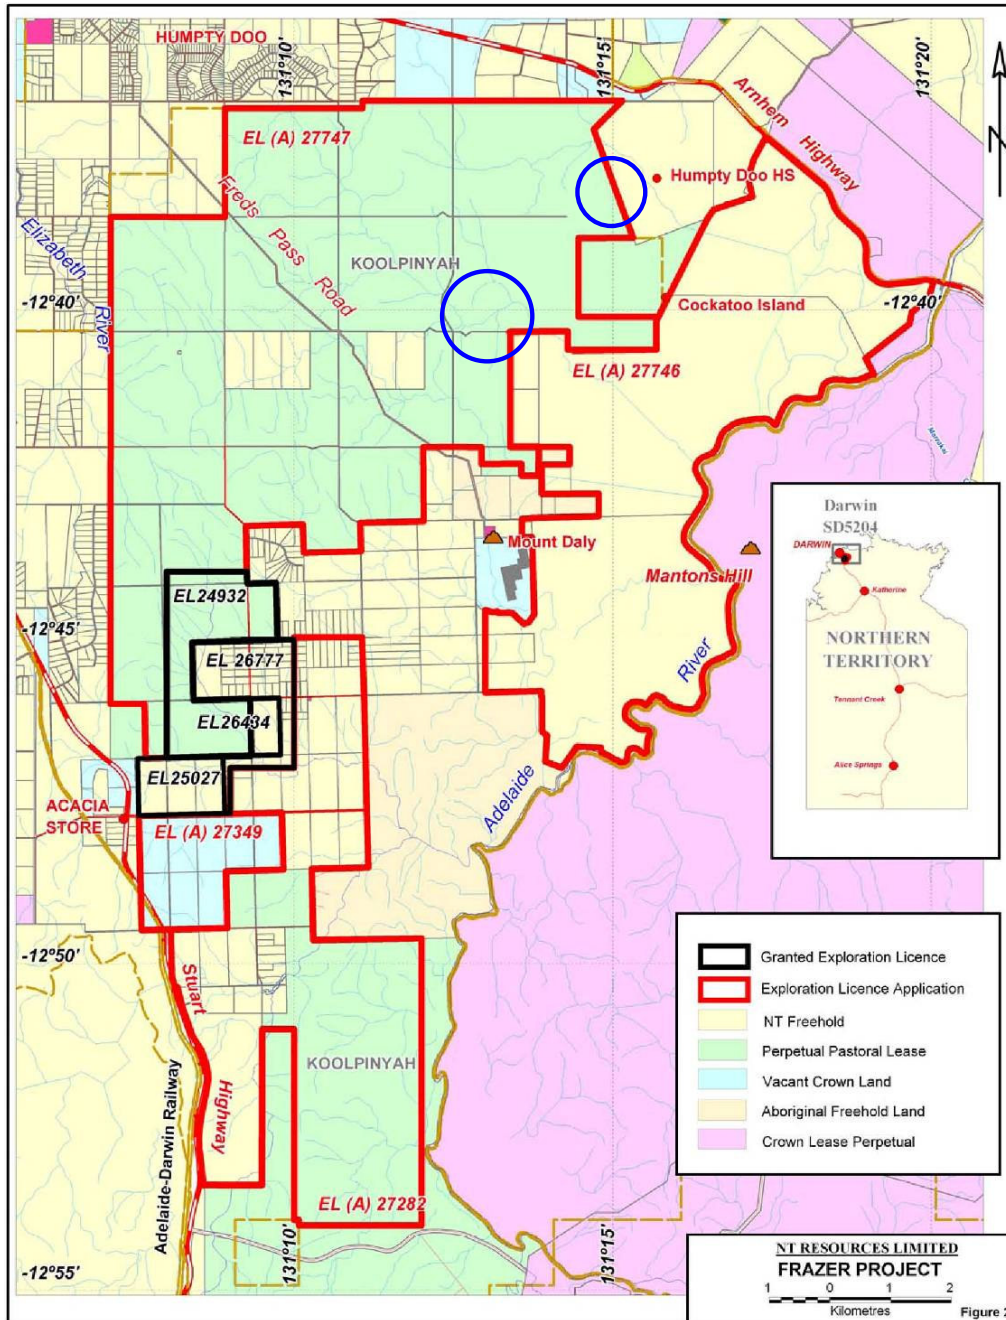 HUMPTY DOO
131°10'
131°15'
131°20'
Arnhem
Highway
N
EL (A) 27747
Humpty Doo HS
Freds
Pass
Road
Elizabeth
River
KOOLPINYAH
Cockatoo Island
-12°40'
-12°40'
EL (A) 27746
Mount Daly
Mantons Hill
Darwin
SD5204
DARWIN
Katherine
NORTHERN
TERRITORY
Tennant Creek
Alice Springs
EL24932
-12°45'
EL 26777
River
EL26434
EL25027
Adelaide
ACACIA
STORE
EL (A) 27349
-12°50'
Stuart
Highway
Adelaide-Darwin Railway
KOOLPINYAH
EL (A) 27282
131°10'
131°15'
-12°55'
Granted Exploration Licence
Exploration Licence Application
NT Freehold
Perpetual Pastoral Lease
Vacant Crown Land
Aboriginal Freehold Land
Crown Lease Perpetual
NT RESOURCES LIMITED
FRAZER PROJECT
1 0 1 2
Kilometres
Figure 2